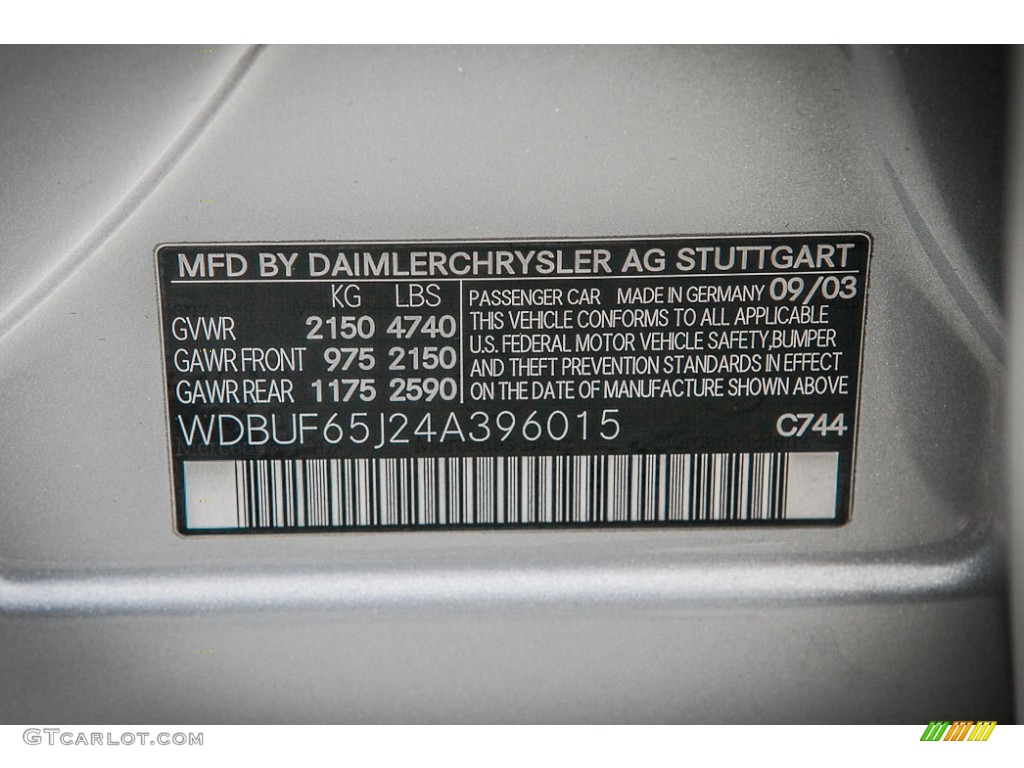 MFD BY DAIMLERCHRYSLER AG STUTTGART
KG LBS
GVWR 2150 4740
GAWR FRONT 975 2150
GAWR REAR 1175 2590
PASSENGER CAR MADE IN GERMANY 09/03
THIS VEHICLE CONFORMS TO ALL APPLICABLE
U.S. FEDERAL MOTOR VEHICLE SAFETY,BUMPER
AND THEFT PREVENTION STANDARDS IN EFFECT
ON THE DATE OF MANUFACTURE SHOWN ABOVE
WDBUF65J24A396015 C744
GTCARLOT.COM